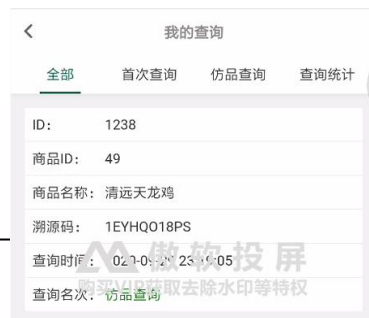 我的查询
全部 首次查询 仿品查询 查询统计
ID： 1238
商品ID： 49
商品名称： 清远天龙鸡
溯源码： 1EYHQO18PS
傲软投屏
查询时间：
购买VIP获取去除水印等特权
查询名次： 仿品查询